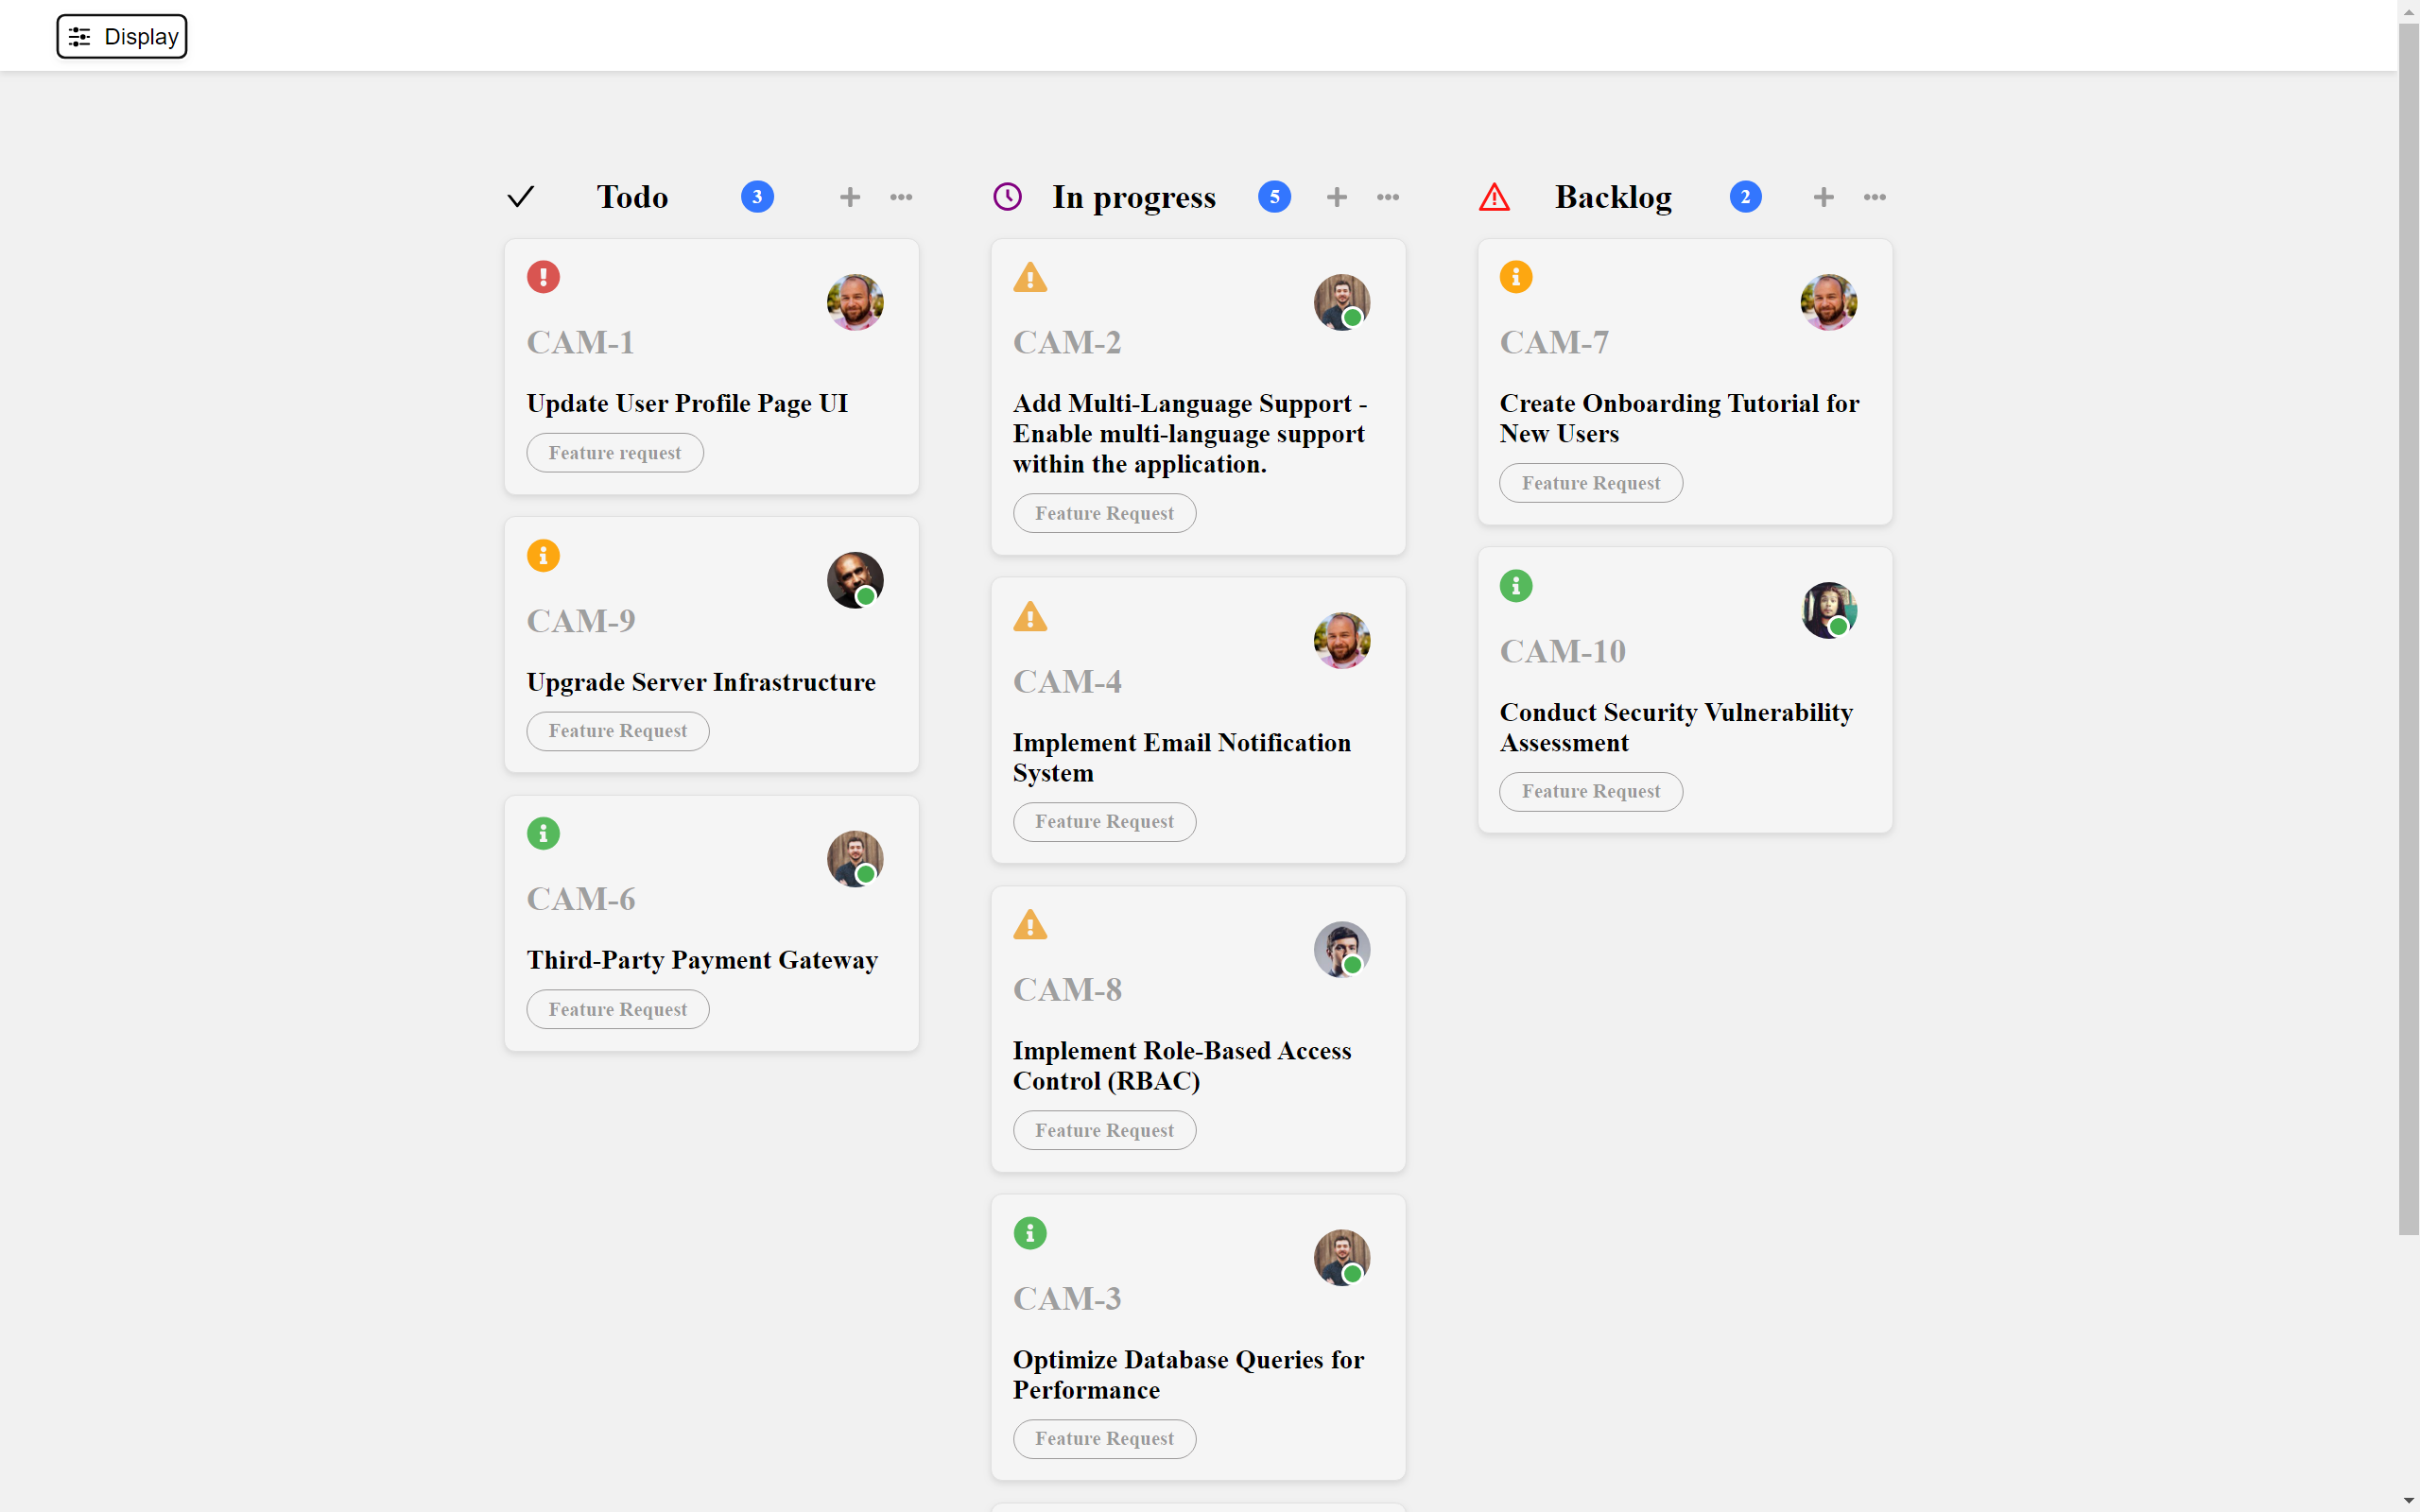 Display
Todo
3
CAM-1
Update User Profile Page UI
Feature request
CAM-9
Upgrade Server Infrastructure
Feature Request
CAM-6
Third-Party Payment Gateway
Feature Request
In progress
5
CAM-2
Add Multi-Language Support -
Enable multi-language support
within the application.
Feature Request
CAM-4
Implement Email Notification
System
Feature Request
CAM-8
Implement Role-Based Access
Control (RBAC)
Feature Request
CAM-3
Optimize Database Queries for
Performance
Feature Request
Backlog
2
CAM-7
Create Onboarding Tutorial for
New Users
Feature Request
CAM-10
Conduct Security Vulnerability
Assessment
Feature Request